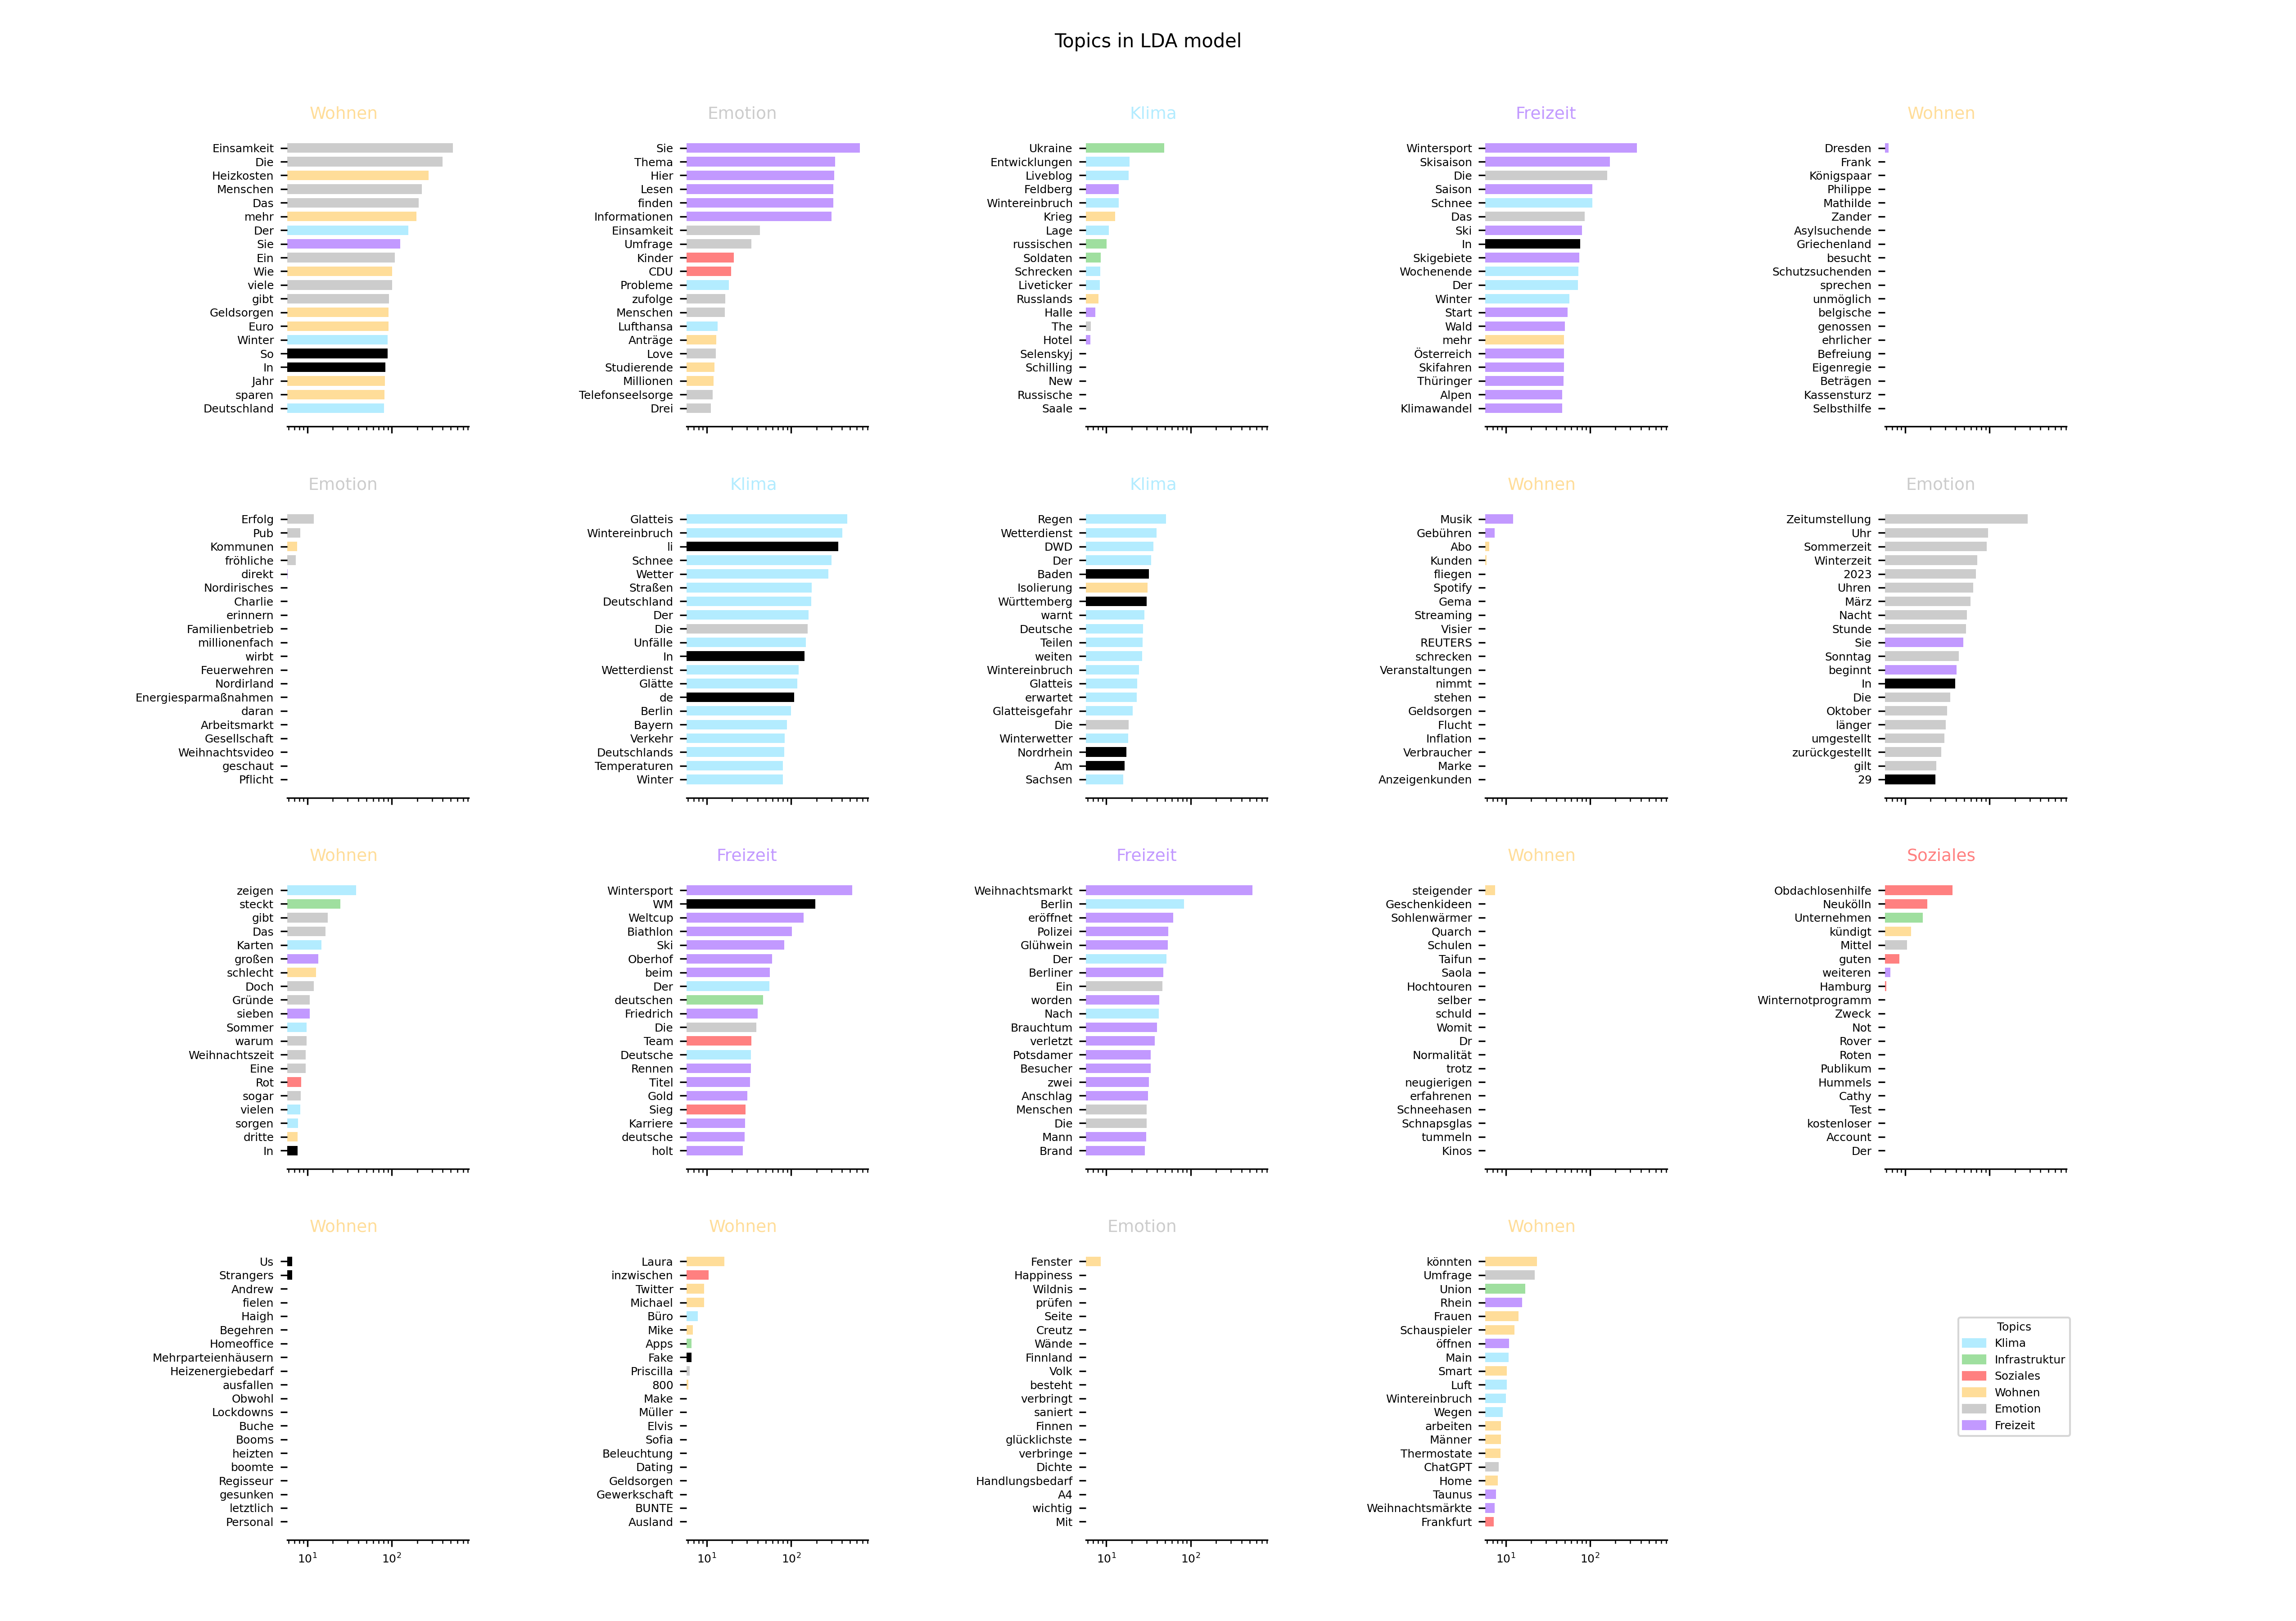 Topics in LDA model
Wohnen
Einsamkeit
Die
Heizkosten
Menschen
Das
mehr
Der
Sie
Ein
Wie
viele
gibt
Geldsorgen
Euro
Winter
So
In
Jahr
sparen
Deutschland
Emotion
Sie
Thema
Hier
Lesen
finden
Informationen
Einsamkeit
Umfrage
Kinder
CDU
Probleme
zufolge
Menschen
Lufthansa
Anträge
Love
Studierende
Millionen
Telefonseelsorge
Drei
Klima
Ukraine
Entwicklungen
Liveblog
Feldberg
Wintereinbruch
Krieg
Lage
russischen
Soldaten
Schrecken
Liveticker
Russlands
Halle
The
Hotel
Selenskyj
Schilling
New
Russische
Saale
Freizeit
Wintersport
Skisaison
Die
Saison
Schnee
Das
Ski
In
Skigebiete
Wochenende
Der
Winter
Start
Wald
mehr
Österreich
Skifahren
Thüringer
Alpen
Klimawandel
Wohnen
Dresden
Frank
Königspaar
Philippe
Mathilde
Zander
Asylsuchende
Griechenland
besucht
Schutzsuchenden
sprechen
unmöglich
belgische
genossen
ehrlicher
Befreiung
Eigenregie
Beträgen
Kassensturz
Selbsthilfe
Emotion
Erfolg
Pub
Kommunen
fröhliche
direkt
Nordirisches
Charlie
erinnern
Familienbetrieb
millionenfach
wirbt
Feuerwehren
Nordirland
Energiesparmaßnahmen
daran
Arbeitsmarkt
Gesellschaft
Weihnachtsvideo
geschaut
Pflicht
Klima
Glatteis
Wintereinbruch
li
Schnee
Wetter
Straßen
Deutschland
Der
Die
Unfälle
In
Wetterdienst
Glätte
de
Berlin
Bayern
Verkehr
Deutschlands
Temperaturen
Winter
Klima
Regen
Wetterdienst
DWD
Der
Baden
Isolierung
Württemberg
warnt
Deutsche
Teilen
weiten
Wintereinbruch
Glatteis
erwartet
Glatteisgefahr
Die
Winterwetter
Nordrhein
Am
Sachsen
Wohnen
Musik
Gebühren
Abo
Kunden
fliegen
Spotify
Gema
Streaming
Visier
REUTERS
schrecken
Veranstaltungen
nimmt
stehen
Geldsorgen
Flucht
Inflation
Verbraucher
Marke
Anzeigenkunden
Emotion
Zeitumstellung
Uhr
Sommerzeit
Winterzeit
2023
Uhren
März
Nacht
Stunde
Sie
Sonntag
beginnt
In
Die
Oktober
länger
umgestellt
zurückgestellt
gilt
29
Wohnen
zeigen
steckt
gibt
Das
Karten
großen
schlecht
Doch
Gründe
sieben
Sommer
warum
Weihnachtszeit
Eine
Rot
sogar
vielen
sorgen
dritte
In
Freizeit
Wintersport
WM
Weltcup
Biathlon
Ski
Oberhof
beim
Der
deutschen
Friedrich
Die
Team
Deutsche
Rennen
Titel
Gold
Sieg
Karriere
deutsche
holt
Freizeit
Weihnachtsmarkt
Berlin
eröffnet
Polizei
Glühwein
Der
Berliner
Ein
worden
Nach
Brauchtum
verletzt
Potsdamer
Besucher
zwei
Anschlag
Menschen
Die
Mann
Brand
Wohnen
steigender
Geschenkideen
Sohlenwärmer
Quarch
Schulen
Taifun
Saola
Hochtouren
selber
schuld
Womit
Dr
Normalität
trotz
neugierigen
erfahrenen
Schneehasen
Schnapsglas
tummeln
Kinos
Soziales
Obdachlosenhilfe
Neukölln
Unternehmen
kündigt
Mittel
guten
weiteren
Hamburg
Winternotprogramm
Zweck
Not
Rover
Roten
Publikum
Hummels
Cathy
Test
kostenloser
Account
Der
Wohnen
Us
Strangers
Andrew
fielen
Haigh
Begehren
Homeoffice
Mehrparteienhäusern
Heizenergiebedarf
ausfallen
Obwohl
Lockdowns
Buche
Booms
heizten
boomte
Regisseur
gesunken
letztlich
Personal
10¹ 10²
Wohnen
Laura
inzwischen
Twitter
Michael
Büro
Mike
Apps
Fake
Priscilla
800
Make
Müller
Elvis
Sofia
Beleuchtung
Dating
Geldsorgen
Gewerkschaft
BUNTE
Ausland
10¹ 10²
Emotion
Fenster
Happiness
Wildnis
prüfen
Seite
Creutz
Wände
Finnland
Volk
besteht
verbringt
saniert
Finnen
glücklichste
verbringe
Dichte
Handlungsbedarf
A4
wichtig
Mit
10¹ 10²
Wohnen
könnten
Umfrage
Union
Rhein
Frauen
Schauspieler
öffnen
Main
Smart
Luft
Wintereinbruch
Wegen
arbeiten
Männer
Thermostate
ChatGPT
Home
Taunus
Weihnachtsmärkte
Frankfurt
10¹ 10²
Topics
Klima
Infrastruktur
Soziales
Wohnen
Emotion
Freizeit